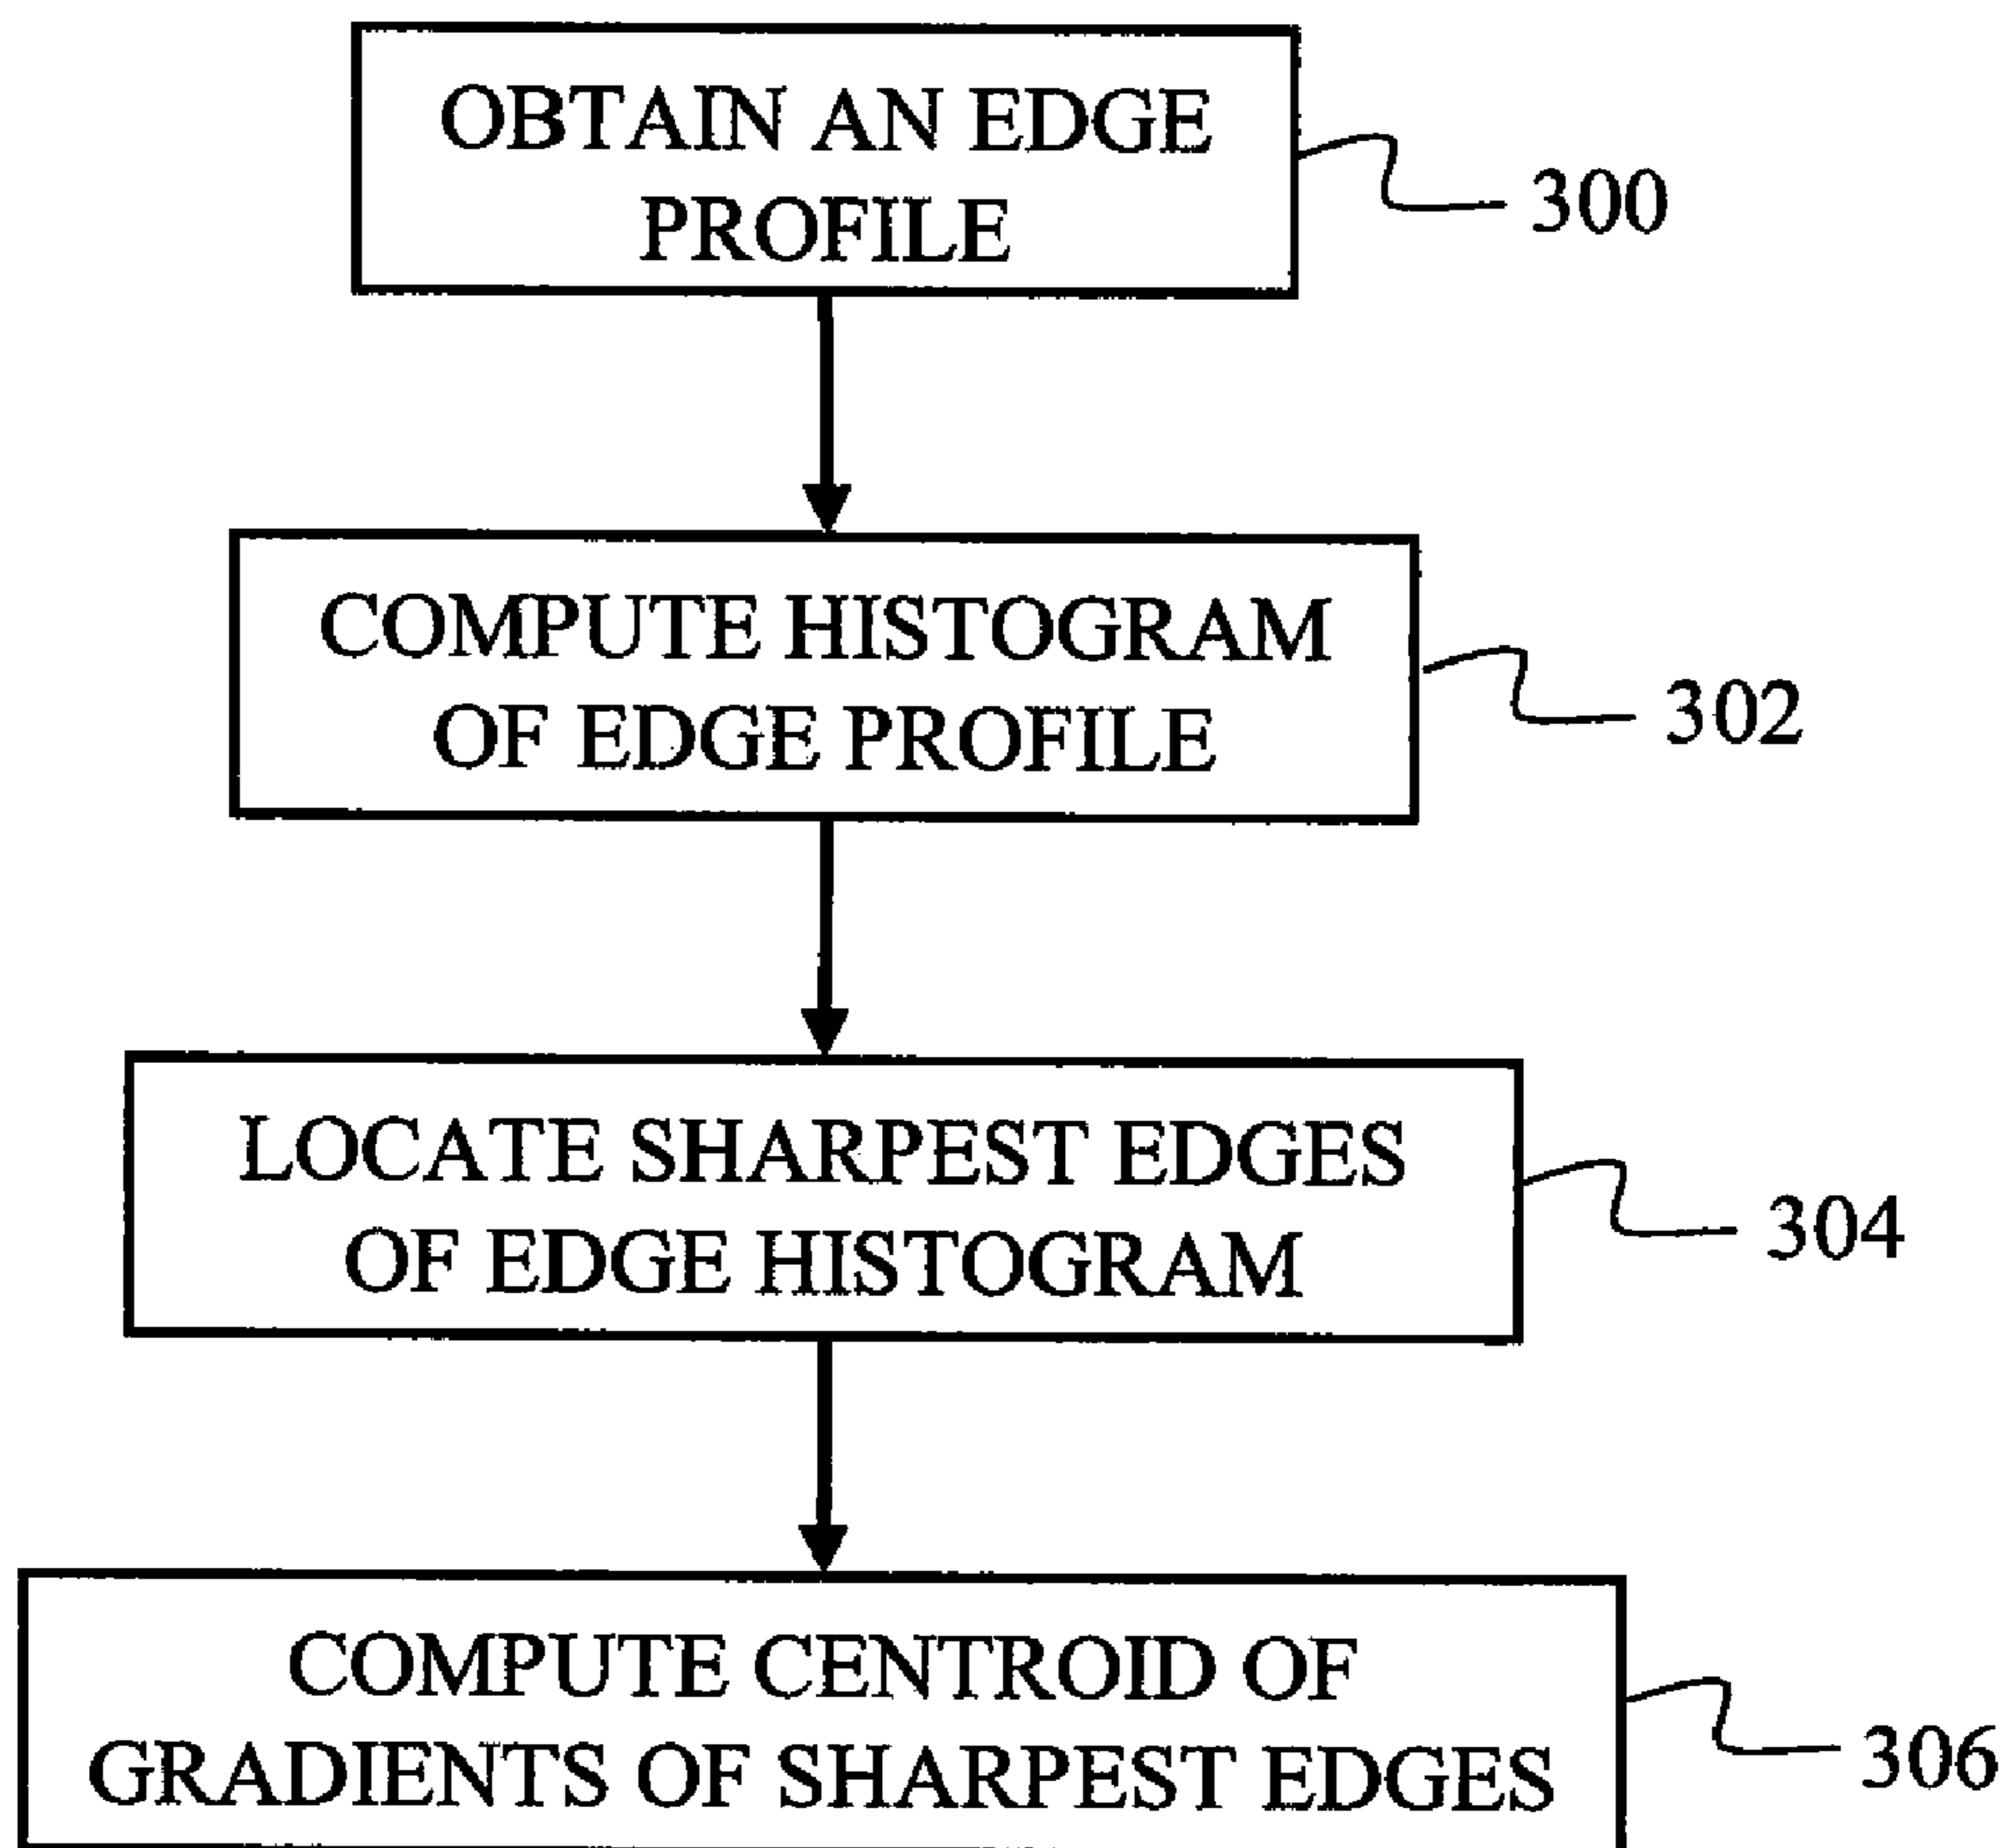 OBTAIN AN EDGE
PROFILE
300
COMPUTE HISTOGRAM
OF EDGE PROFILE
302
LOCATE SHARPEST EDGES
OF EDGE HISTOGRAM
304
COMPUTE CENTROID OF
GRADIENTS OF SHARPEST EDGES
306